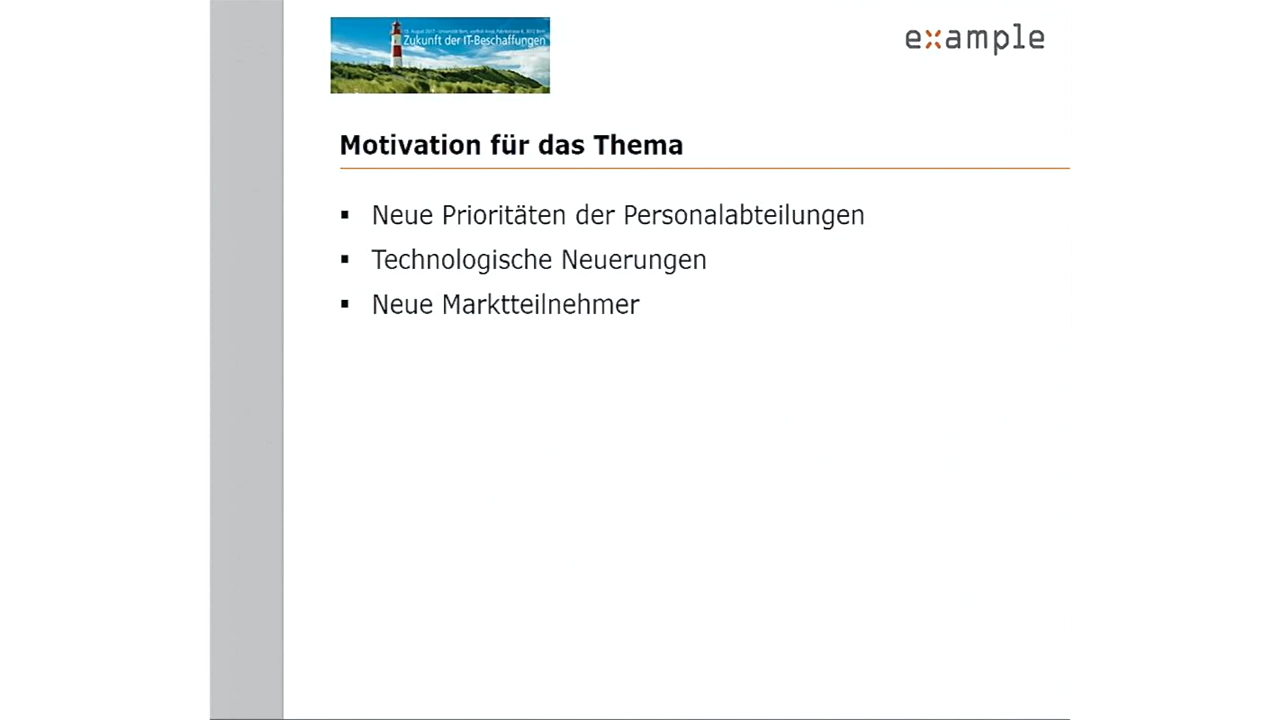 Zukunft der IT-Beschaffungen
example
Motivation für das Thema
▪ Neue Prioritäten der Personalabteilungen
▪ Technologische Neuerungen
▪ Neue Marktteilnehmer